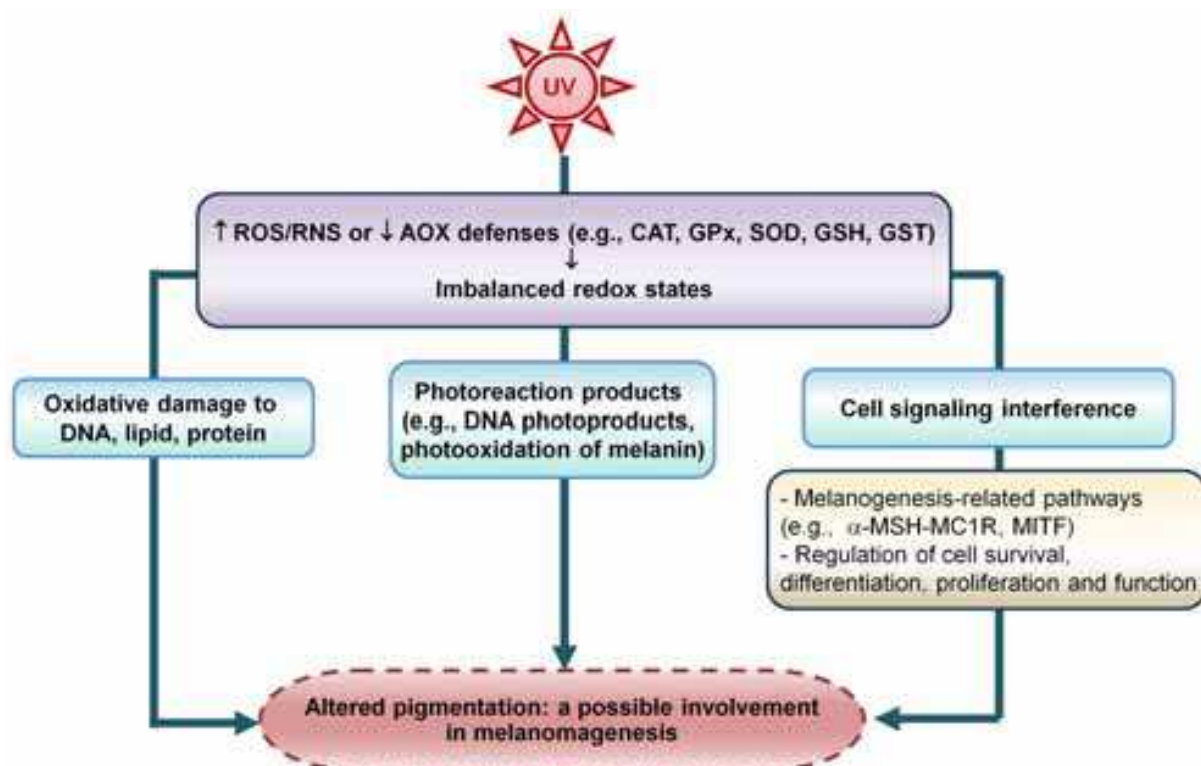 UV
↑ ROS/RNS or ↓ AOX defenses (e.g., CAT, GPx, SOD, GSH, GST)
↓
Imbalanced redox states
Oxidative damage to
DNA, lipid, protein
Photoreaction products
(e.g., DNA photoproducts,
photooxidation of melanin)
Cell signaling interference
- Melanogenesis-related pathways
(e.g., α-MSH-MC1R, MITF)
- Regulation of cell survival,
differentiation, proliferation and function
Altered pigmentation: a possible involvement
in melanomagenesis